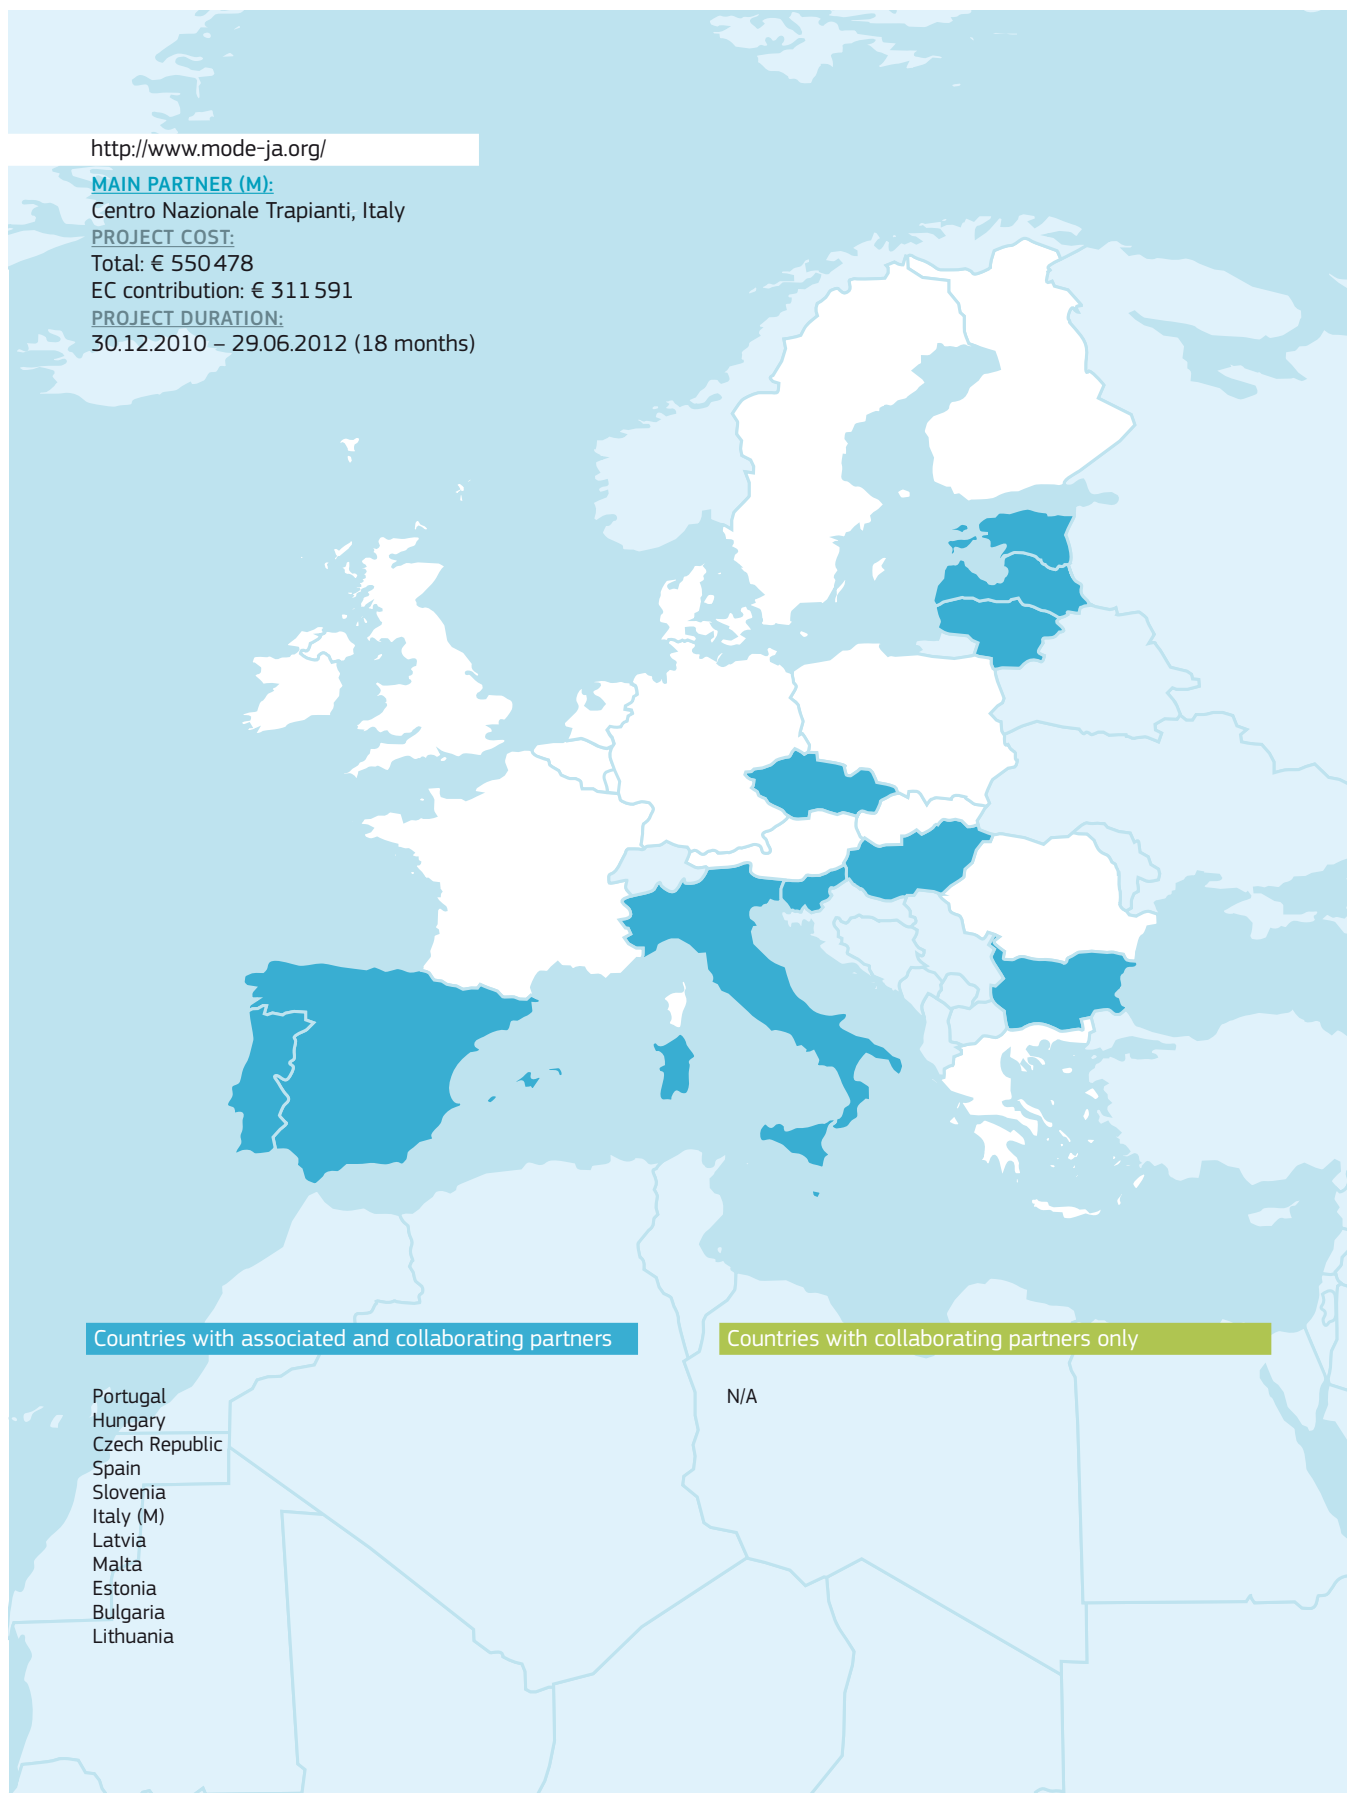 http://www.mode-ja.org/
MAIN PARTNER (M):
Centro Nazionale Trapianti, Italy
PROJECT COST:
Total: € 550 478
EC contribution: € 311 591
PROJECT DURATION:
30.12.2010 – 29.06.2012 (18 months)
Countries with associated and collaborating partners
Portugal
Hungary
Czech Republic
Spain
Slovenia
Italy (M)
Latvia
Malta
Estonia
Bulgaria
Lithuania
Countries with collaborating partners only
N/A